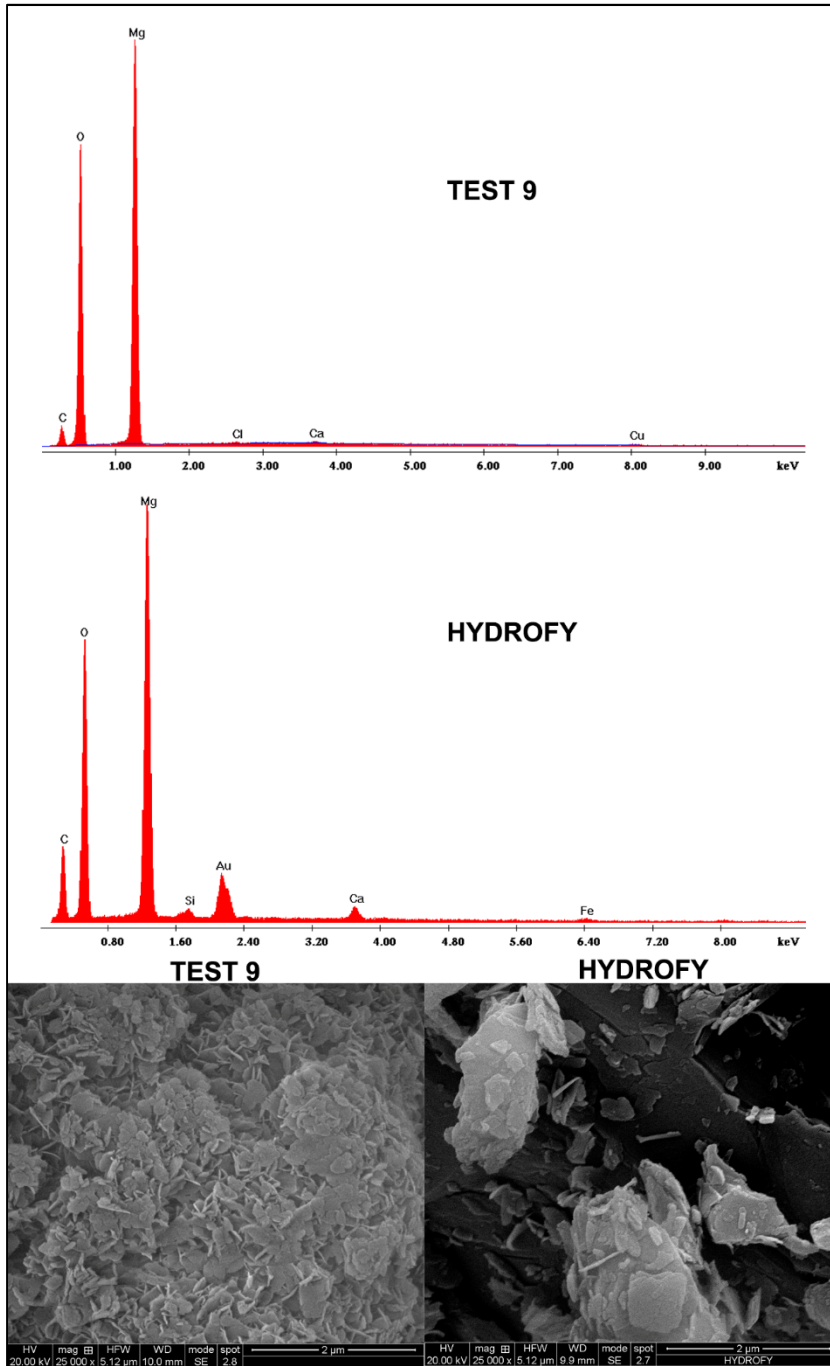 Mg
O
TEST 9
C
Cl
Ca
Cu
1.00 2.00 3.00 4.00 5.00 6.00 7.00 8.00 9.00 keV
Mg
O
HYDROFY
C
Au
Si
Ca
Fe
0.80 1.60 2.40 3.20 4.00 4.80 5.60 6.40 7.20 8.00 keV
TEST 9 HYDROFY
HV mag HFW WD mode spot 2 µm
20.00 kV 25 000 x 5.12 µm 10.0 mm SE 2.8
HV mag HFW WD mode spot 2 µm
20.00 kV 25 000 x 5.12 µm 9.9 mm SE 2.7 HYDROFY